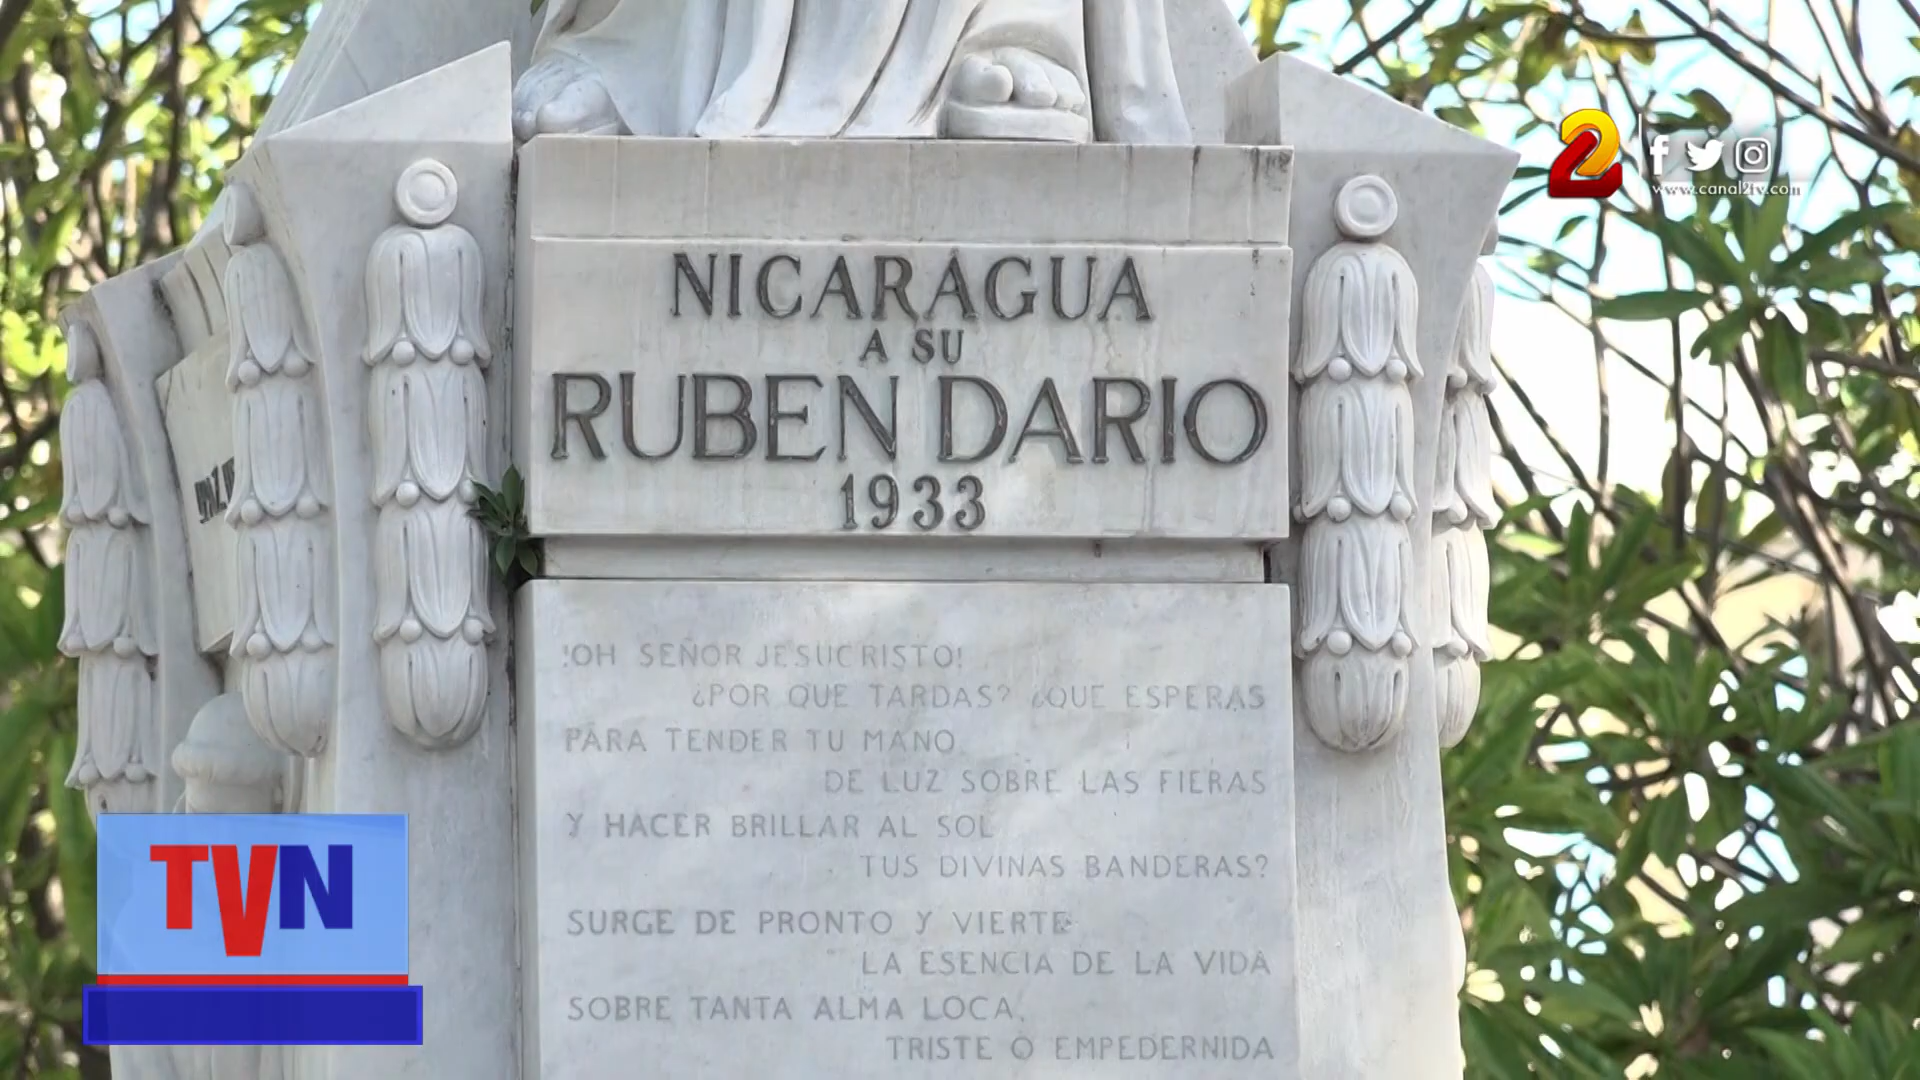 2
www.canal2tv.com
NICARAGUA
A SU
RUBEN DARIO
1933
!OH SEÑOR JESUCRISTO!
¿POR QUE TARDAS? ¿QUE ESPERAS
PARA TENDER TU MANO
DE LUZ SOBRE LAS FIERAS
Y HACER BRILLAR AL SOL
TUS DIVINAS BANDERAS?
SURGE DE PRONTO Y VIERTE
LA ESENCIA DE LA VIDA
SOBRE TANTA ALMA LOCA,
TRISTE O EMPEDERNIDA
TVN